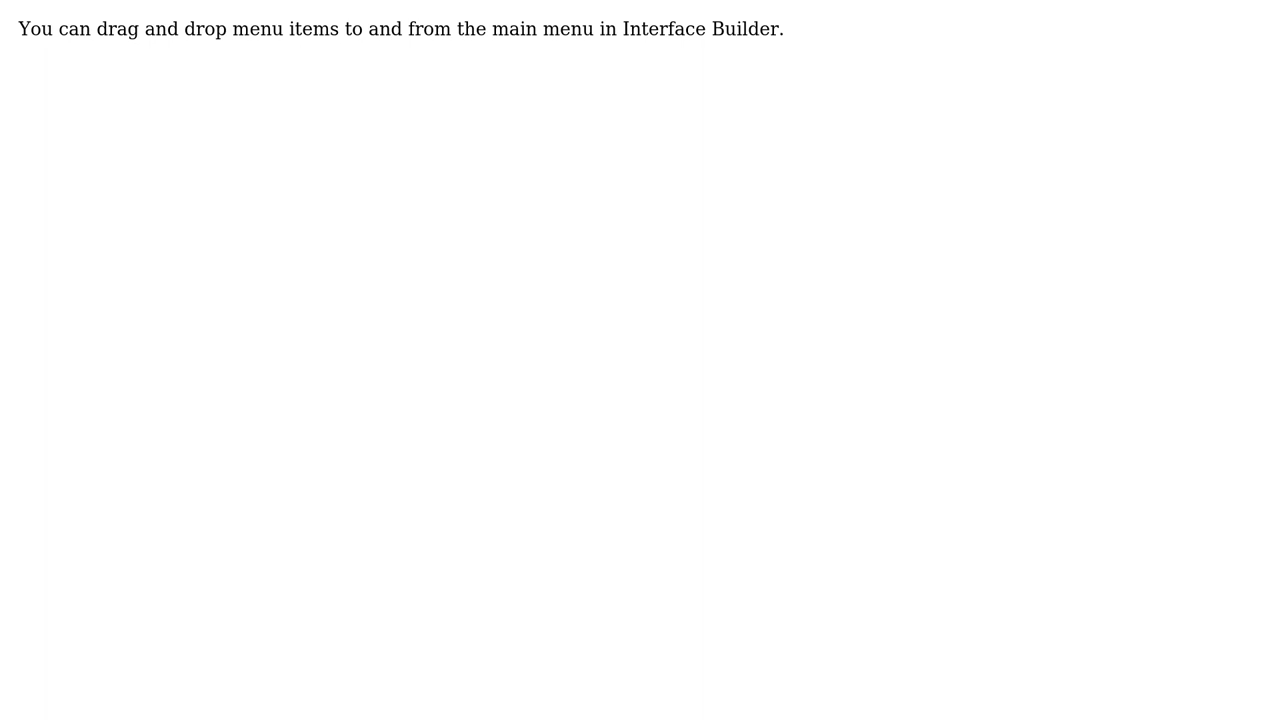 You can drag and drop menu items to and from the main menu in Interface Builder.